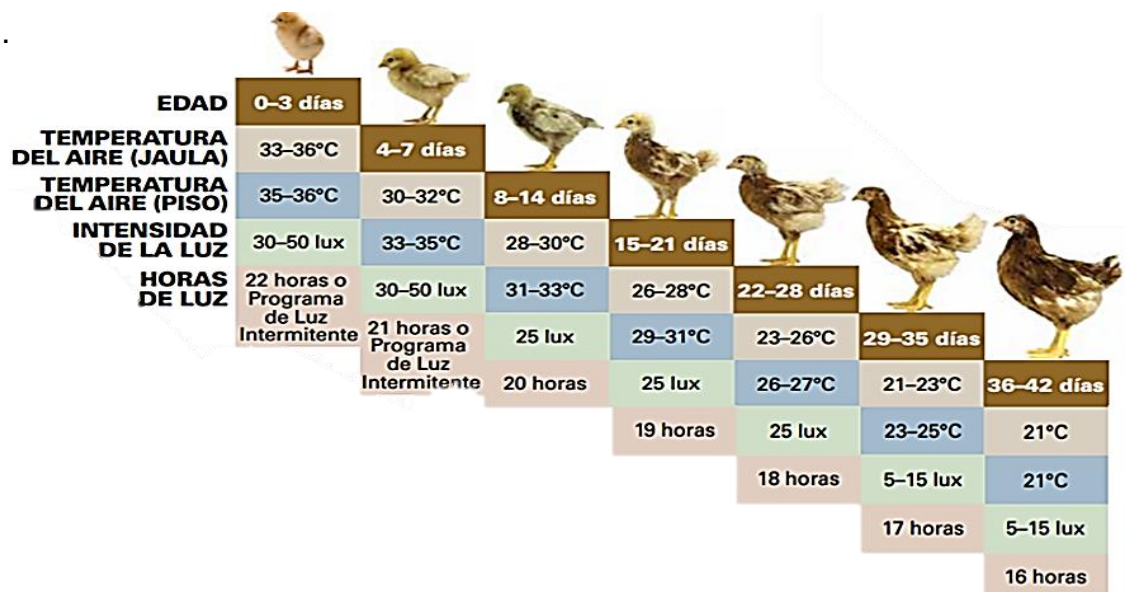 .
EDAD
0–3 días
TEMPERATURA
DEL AIRE (JAULA)
33–36°C
4–7 días
TEMPERATURA
DEL AIRE (PISO)
35–36°C
30–32°C
8–14 días
INTENSIDAD
DE LA LUZ
30–50 lux
33–35°C
28–30°C
15–21 días
HORAS
DE LUZ
22 horas o
Programa
de Luz
Intermitente
30–50 lux
31–33°C
26–28°C
22–28 días
21 horas o
Programa
de Luz
Intermitente
25 lux
29–31°C
23–26°C
29–35 días
20 horas
25 lux
26–27°C
21–23°C
36–42 días
19 horas
25 lux
23–25°C
21°C
18 horas
5–15 lux
21°C
17 horas
5–15 lux
16 horas